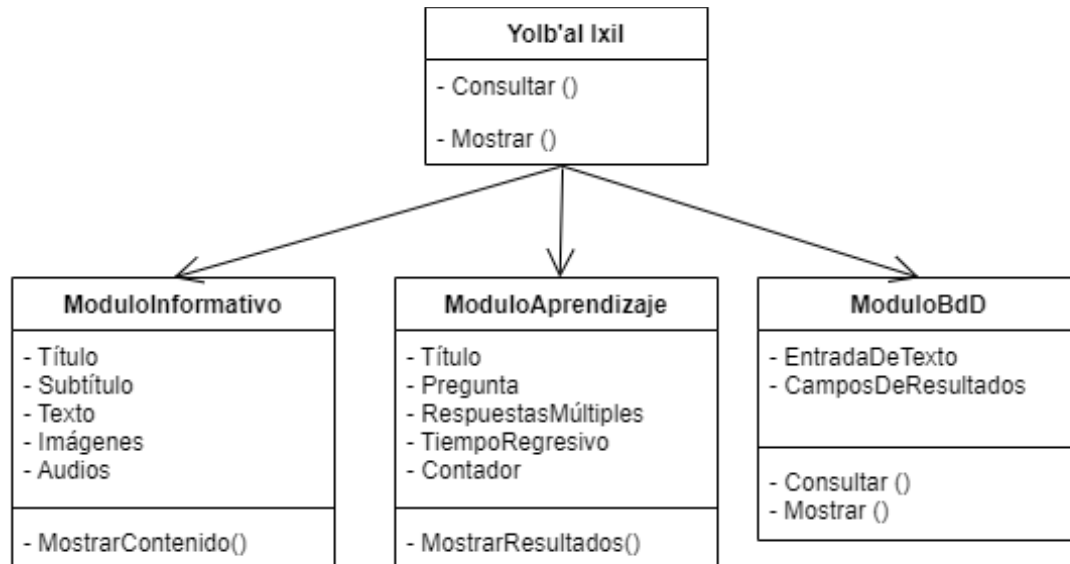 Yolb'al Ixil
- Consultar ()
- Mostrar ()
ModuloInformativo
- Título
- Subtítulo
- Texto
- Imágenes
- Audios
- MostrarContenido()
ModuloAprendizaje
- Título
- Pregunta
- RespuestasMúltiples
- TiempoRegresivo
- Contador
- MostrarResultados()
ModuloBdD
- EntradaDeTexto
- CamposDeResultados
- Consultar ()
- Mostrar ()